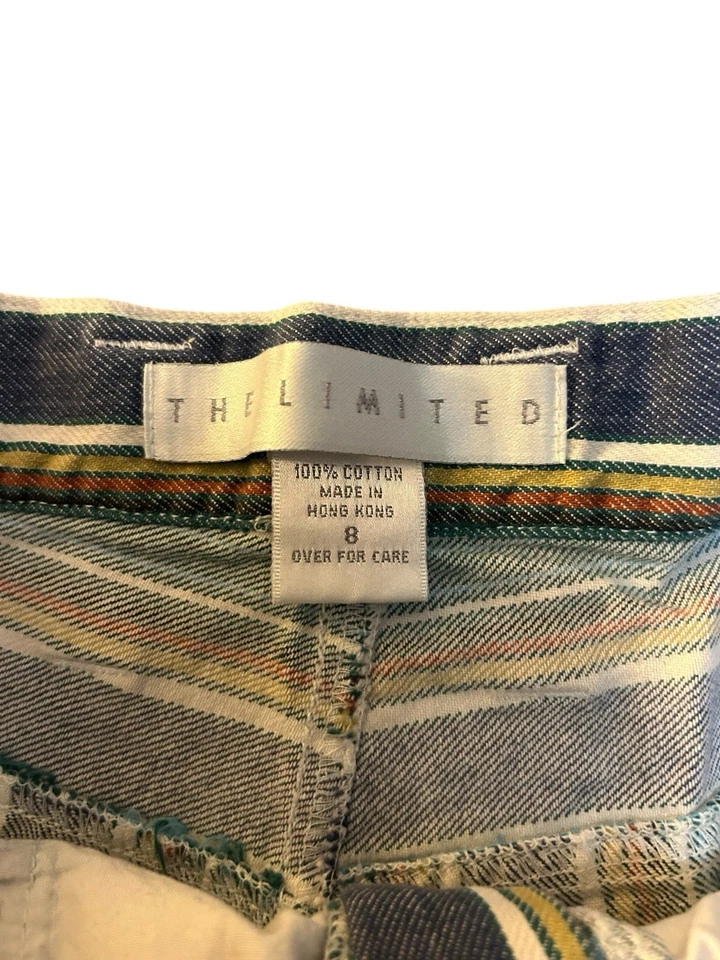 THE LIMITED
100% COTTON
MADE IN
HONG KONG
8
OVER FOR CARE